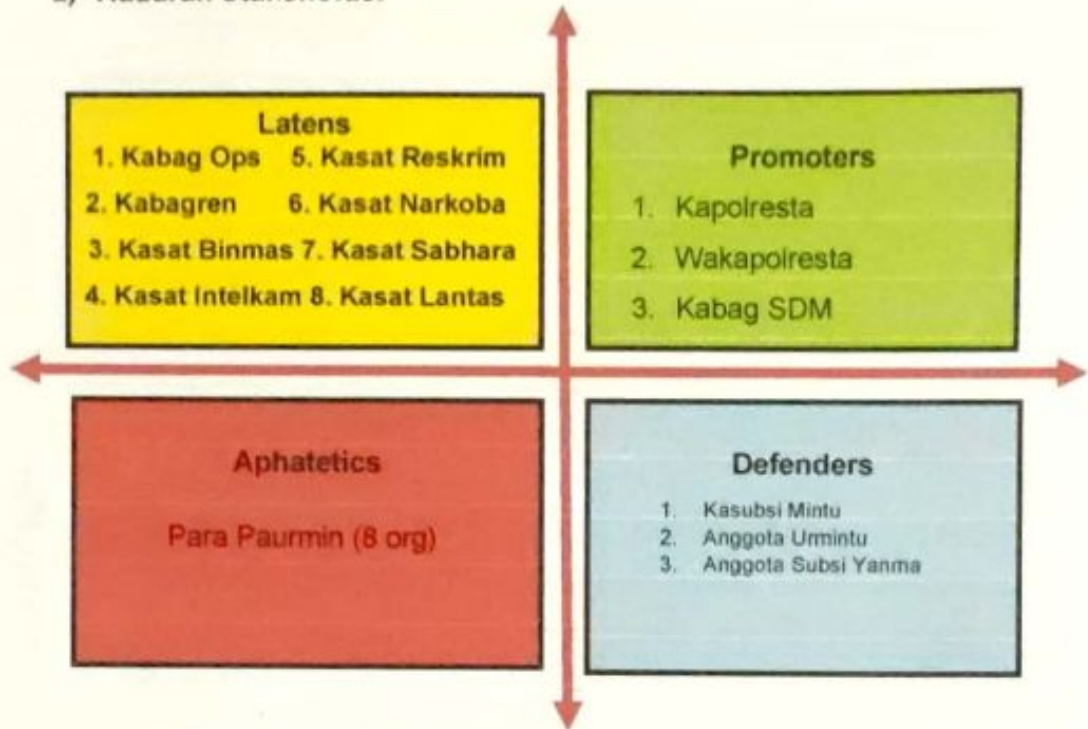 Latens
1. Kabag Ops 5. Kasat Reskrim
2. Kabagren 6. Kasat Narkoba
3. Kasat Binmas 7. Kasat Sabhara
4. Kasat Intelkam 8. Kasat Lantas
Promoters
1. Kapolresta
2. Wakapolresta
3. Kabag SDM
Aphatetics
Para Paurmin (8 org)
Defenders
1. Kasubsi Mintu
2. Anggota Urmintu
3. Anggota Subsi Yanma